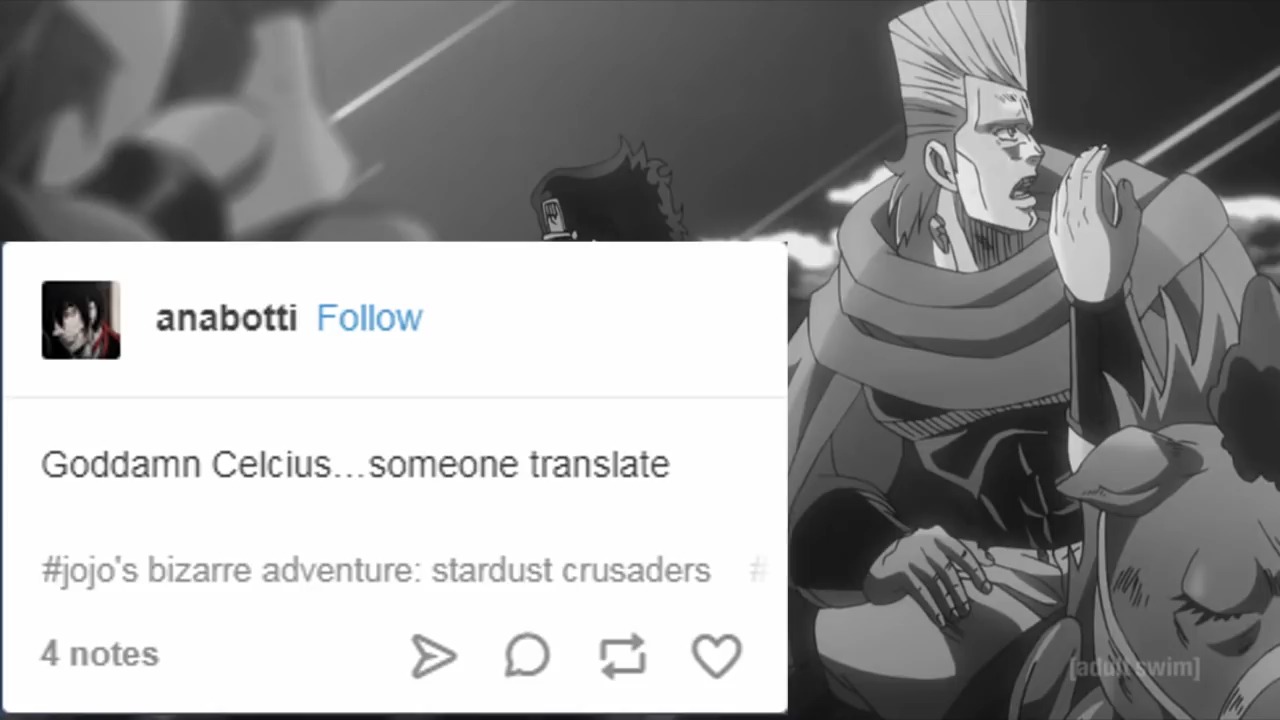 anabotti Follow
Goddamn Celcius...someone translate
#jojo's bizarre adventure: stardust crusaders #
4 notes
[adult swim]